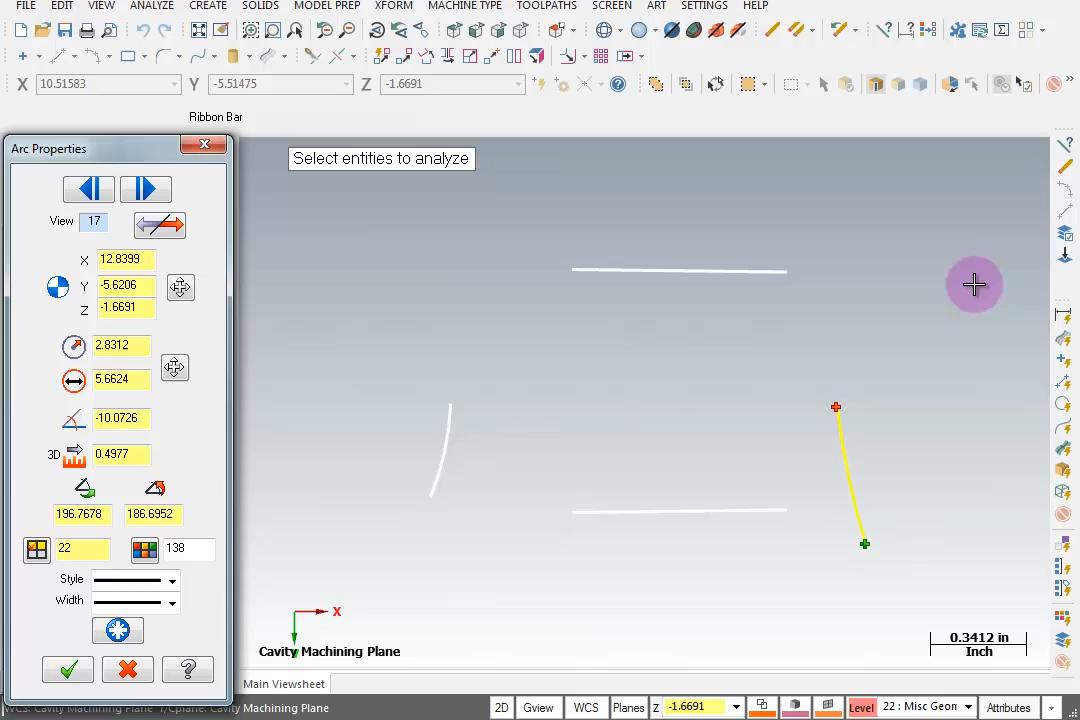 FILE EDIT VIEW ANALYZE CREATE SOLIDS MODEL PREP XFORM MACHINE TYPE TOOLPATHS SCREEN ART SETTINGS HELP
X 10.51583 Y -5.51475 Z -1.6691
Ribbon Bar
Arc Properties
Select entities to analyze
View 17
X 12.8399
Y -5.6206
Z -1.6691
2.8312
5.6624
-10.0726
3D 0.4977
196.7678 186.6952
22 138
Style
Width
X
Cavity Machining Plane
0.3412 in
Inch
Main Viewsheet
WCS: Cavity Machining Plane T/Cplane: Cavity Machining Plane
2D Gview WCS Planes Z -1.6691 Level 22 : Misc Geom Attributes